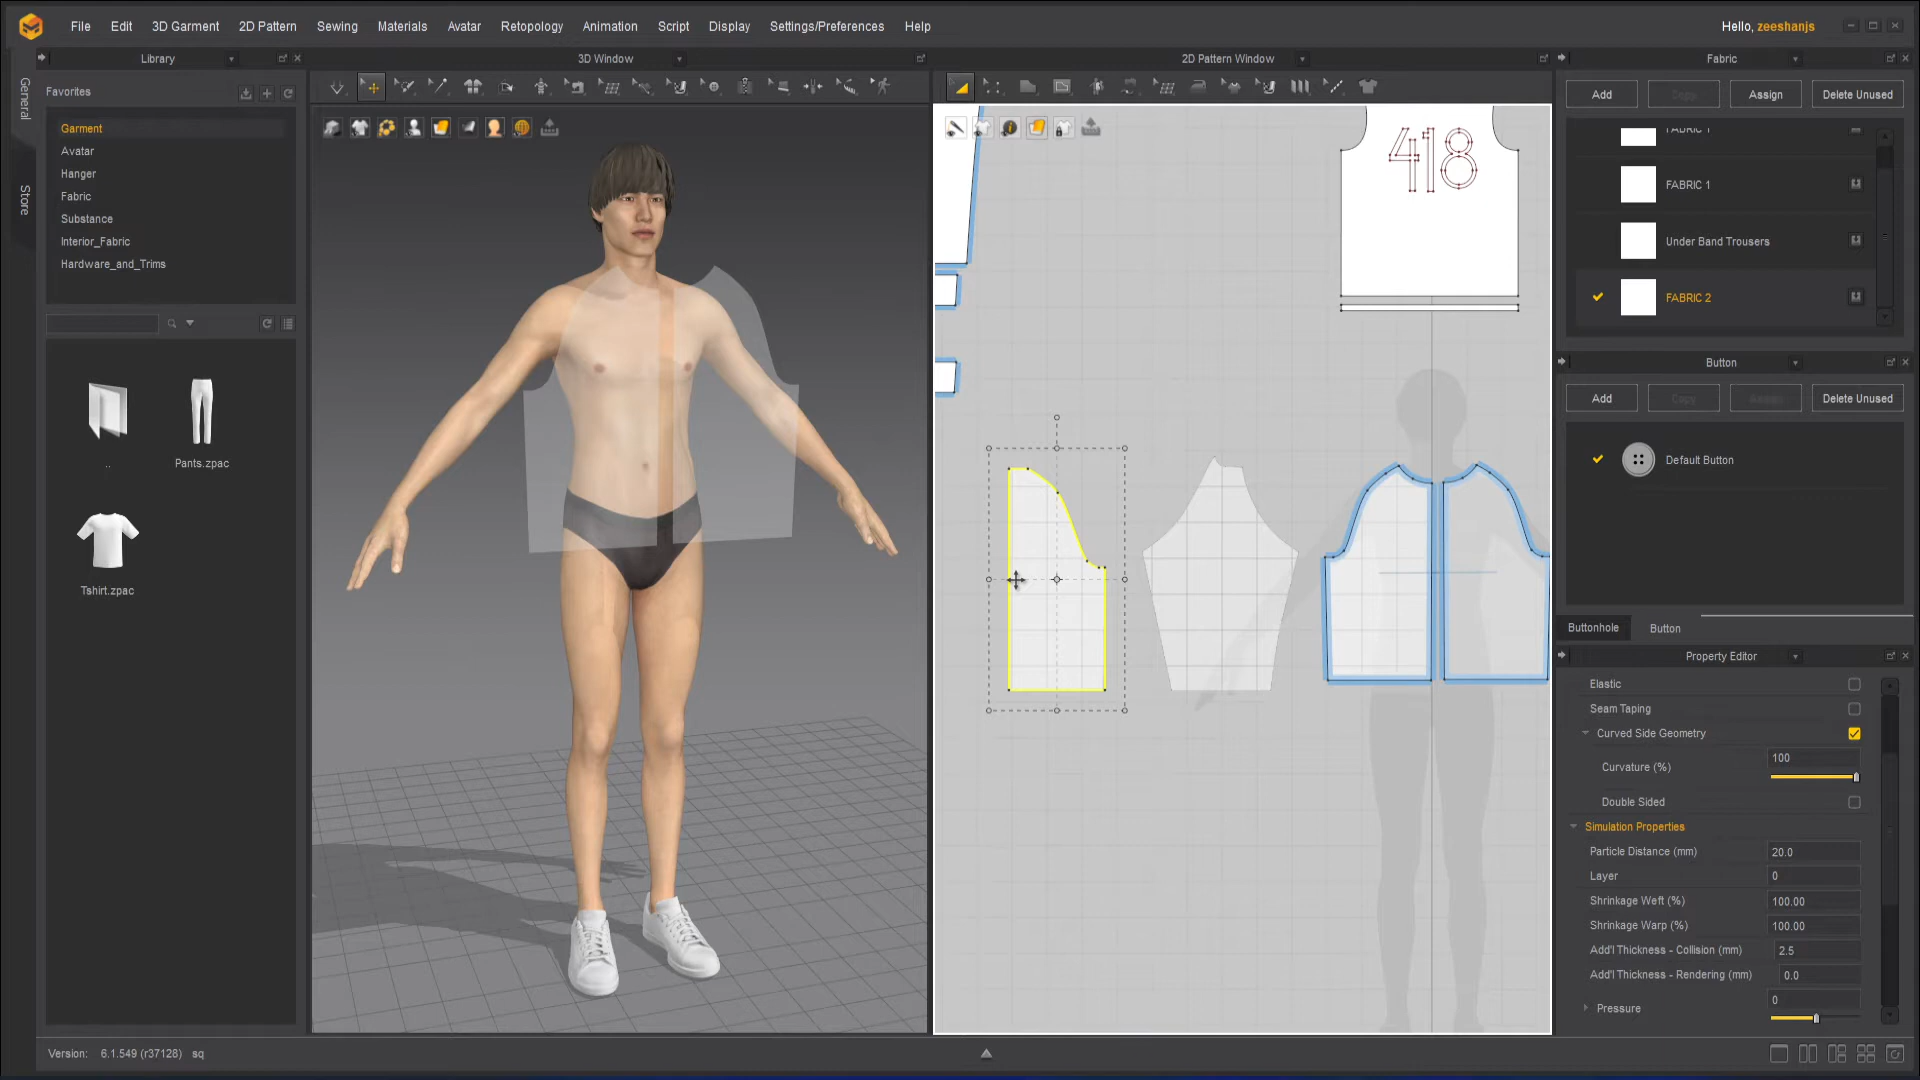 File Edit 3D Garment 2D Pattern Sewing Materials Avatar Retopology Animation Script Display Settings/Preferences Help
Hello, zeeshanjs
Library
3D Window
2D Pattern Window
Fabric
General
Store
Favorites
Garment
Avatar
Hanger
Fabric
Substance
Interior_Fabric
Hardware_and_Trims
..
Pants.zpac
Tshirt.zpac
418
Add Copy Assign Delete Unused
FABRIC 1
FABRIC 1
Under Band Trousers
FABRIC 2
Button
Add Copy Assign Delete Unused
Default Button
Buttonhole Button
Property Editor
Elastic
Seam Taping
Curved Side Geometry
Curvature (%) 100
Double Sided
Simulation Properties
Particle Distance (mm) 20.0
Layer 0
Shrinkage Weft (%) 100.00
Shrinkage Warp (%) 100.00
Add'l Thickness - Collision (mm) 2.5
Add'l Thickness - Rendering (mm) 0.0
Pressure 0
Version: 6.1.549 (r37128) sq